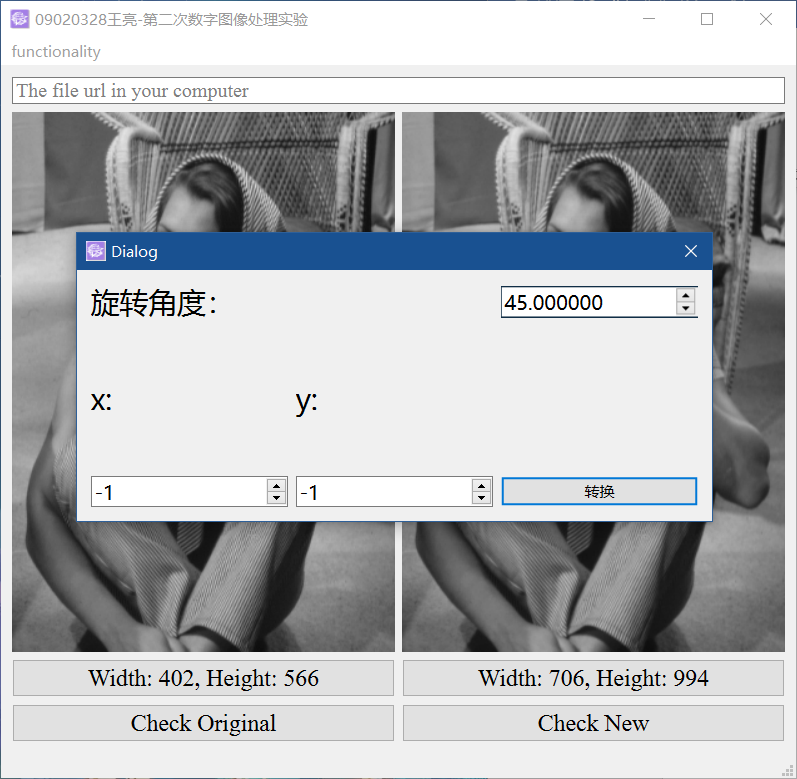 09020328王亮-第二次数字图像处理实验
functionality
The file url in your computer
Dialog
旋转角度：
45.000000
x: y:
-1 -1 转换
Width: 402, Height: 566 Width: 706, Height: 994
Check Original Check New